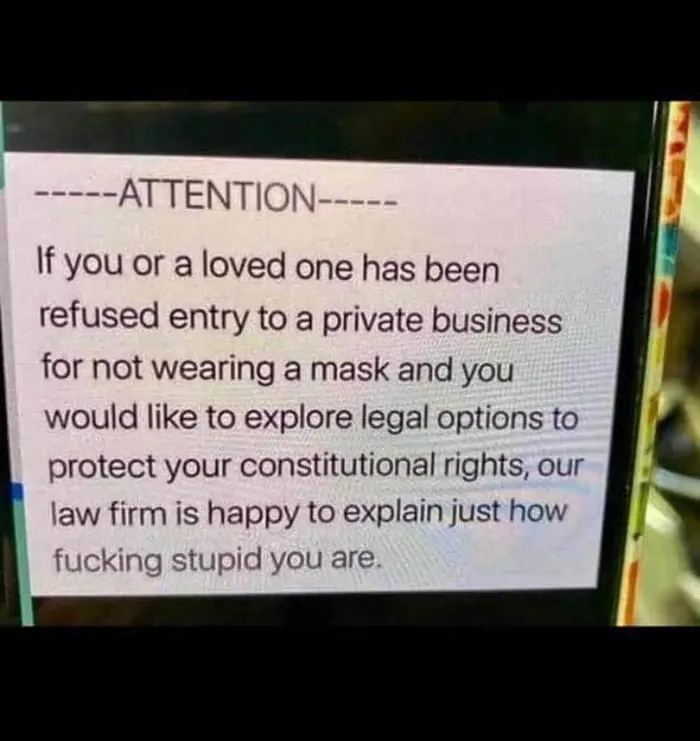 -----ATTENTION-----
If you or a loved one has been
refused entry to a private business
for not wearing a mask and you
would like to explore legal options to
protect your constitutional rights, our
law firm is happy to explain just how
fucking stupid you are.